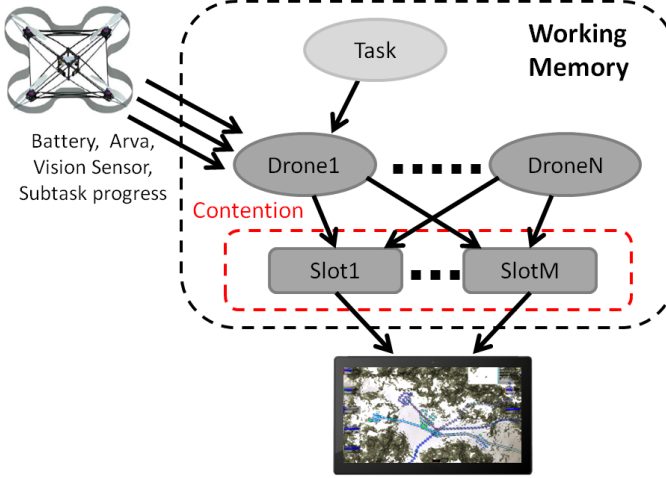 Working
Memory
Task
Battery, Arva,
Vision Sensor,
Subtask progress
Drone1
DroneN
Contention
Slot1
SlotM